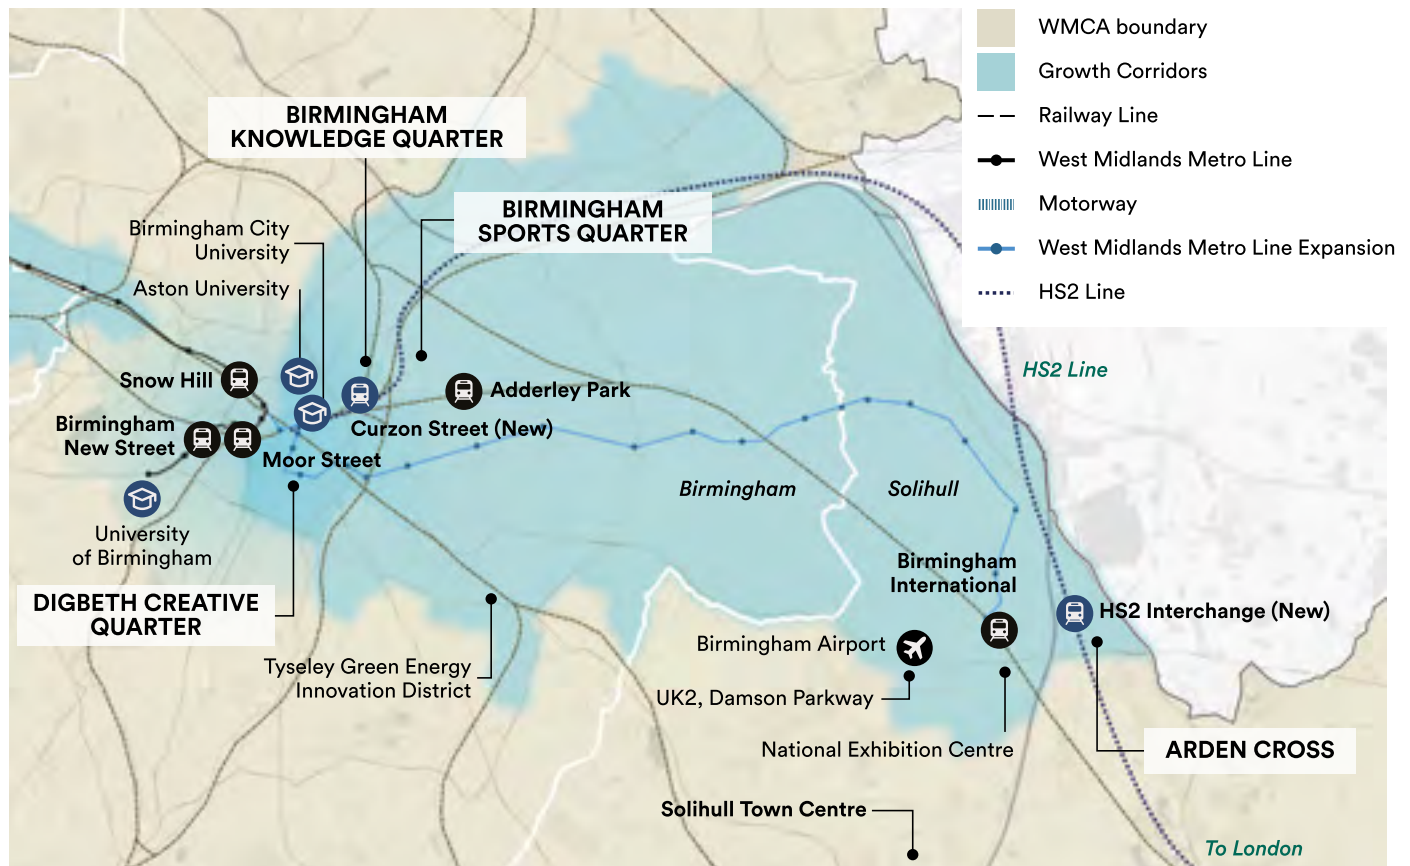 WMCA boundary
Growth Corridors
Railway Line
West Midlands Metro Line
Motorway
West Midlands Metro Line Expansion
HS2 Line
BIRMINGHAM
KNOWLEDGE QUARTER
BIRMINGHAM
SPORTS QUARTER
Birmingham City
University
Aston University
Snow Hill
Adderley Park
HS2 Line
Birmingham
New Street
Curzon Street (New)
Moor Street
Birmingham
Solihull
University
of Birmingham
Birmingham
International
DIGBETH CREATIVE
QUARTER
HS2 Interchange (New)
Birmingham Airport
Tyseley Green Energy
Innovation District
UK2, Damson Parkway
National Exhibition Centre
ARDEN CROSS
Solihull Town Centre
To London